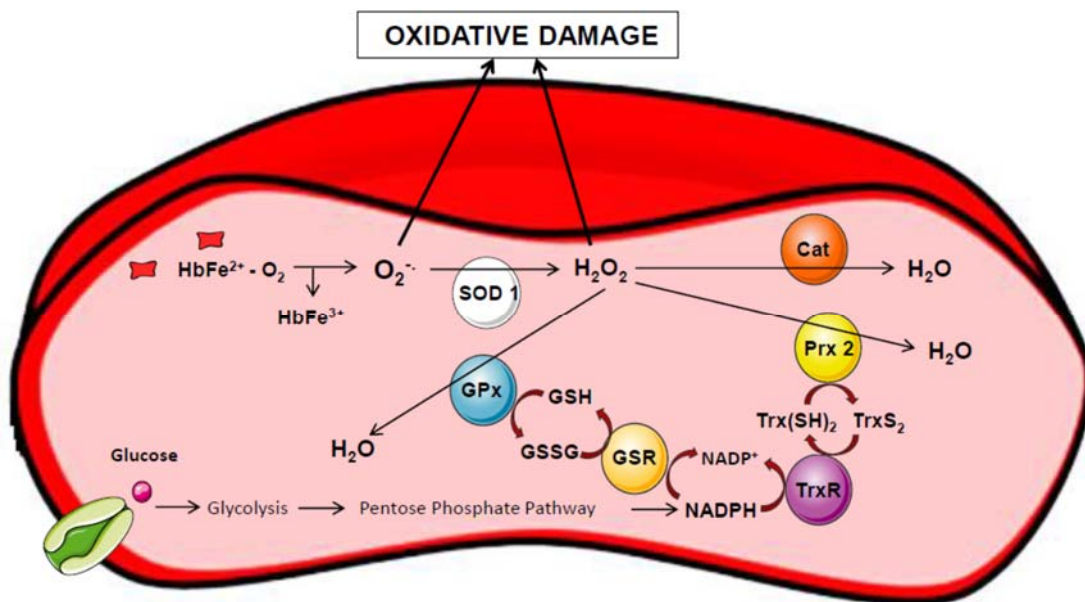 OXIDATIVE DAMAGE
HbFe²⁺ - O₂
O₂⁻·
SOD 1
H₂O₂
Cat
H₂O
HbFe³⁺
Prx 2
H₂O
GPx
GSH
Trx(SH)₂
TrxS₂
H₂O
GSSG
GSR
NADP⁺
TrxR
Glucose
Glycolysis
Pentose Phosphate Pathway
NADPH